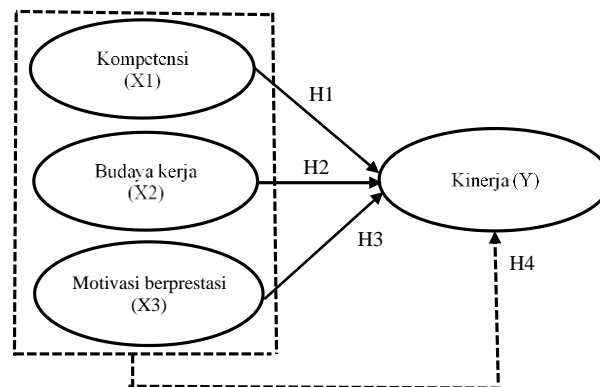 Kompetensi
(X1)
H1
Budaya kerja
(X2)
H2
Kinerja (Y)
H3
Motivasi berprestasi
(X3)
H4